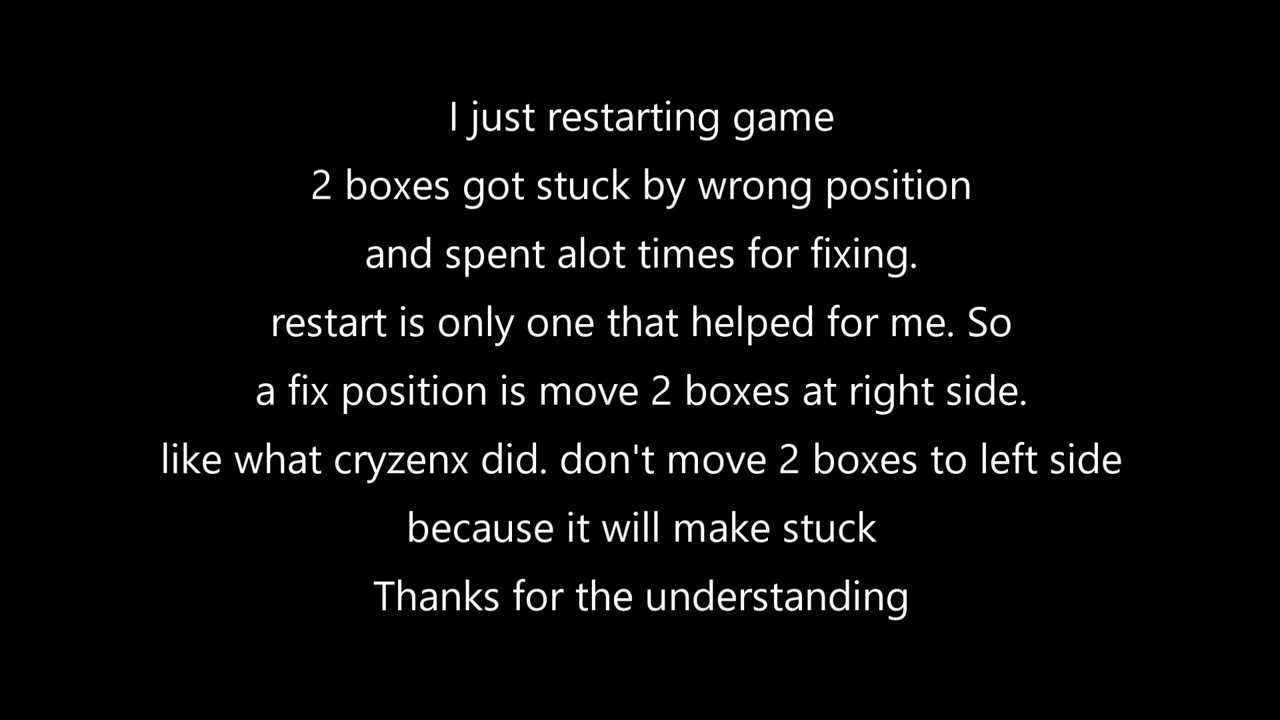 I just restarting game
2 boxes got stuck by wrong position
and spent alot times for fixing.
restart is only one that helped for me. So
a fix position is move 2 boxes at right side.
like what cryzenx did. don't move 2 boxes to left side
because it will make stuck
Thanks for the understanding